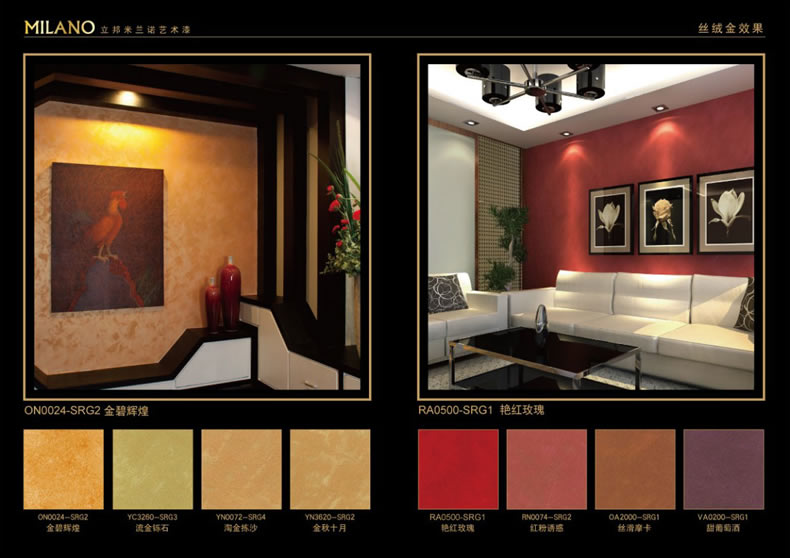 MILANO 立邦米兰诺艺术漆
丝绒金效果
ON0024-SRG2 金碧辉煌
RA0500-SRG1 艳红玫瑰
ON0024-SRG2
金碧辉煌
YC3260-SRG3
流金铄石
YN0072-SRG4
淘金拣沙
YN3620-SRG2
金秋十月
RA0500-SRG1
艳红玫瑰
RN0074-SRG2
红粉诱惑
OA2000-SRG1
丝滑摩卡
VA0200-SRG1
甜葡萄酒